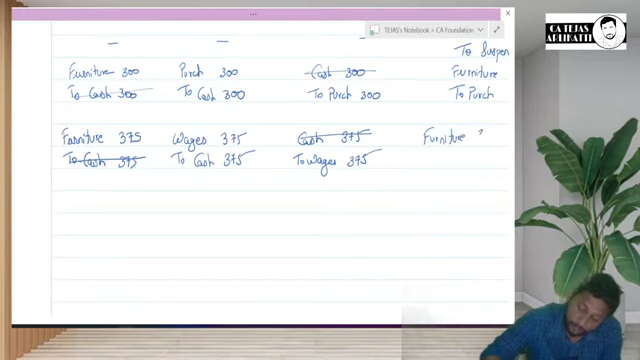 TEJAS's Notebook > ICA Foundation
CA TEJAS
ARLIKATTI
To Suspen
Furniture 300 Purch 300 Cash 300 Furniture
To Cash 300 To Cash 300 To Purch 300 To Purch
Furniture 375 Wages 375 Cash 375 Furniture
To Cash 375 To Cash 375 To Wages 375